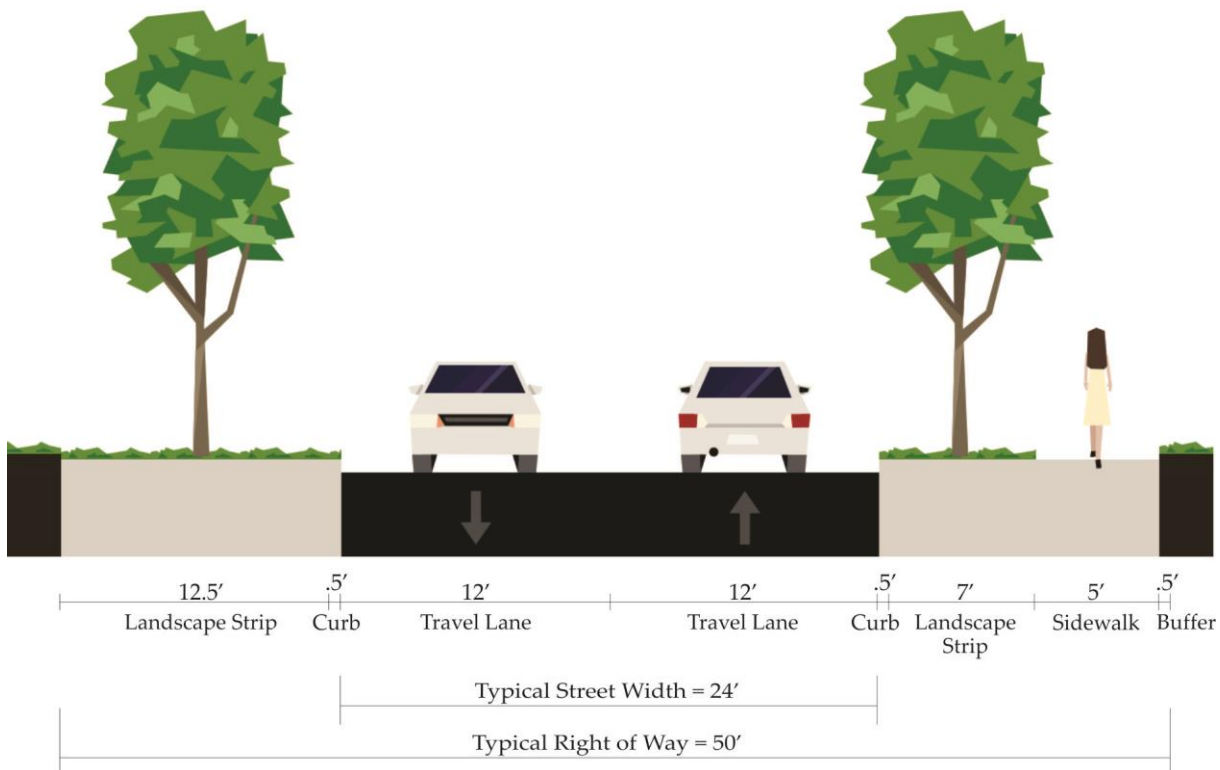 12.5’ .5’ 12’ 12’ .5’ 7’ 5’ .5’
Landscape Strip Curb Travel Lane Travel Lane Curb Landscape Sidewalk Buffer
Strip
Typical Street Width = 24’
Typical Right of Way = 50’